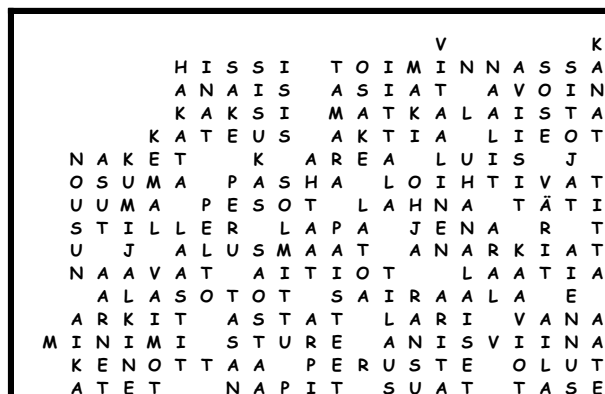 V K
HISSI TOIMINNASSA
ANAIS ASIAT AVOIN
KAKSI MATKALAISTA
KATEUS AKTIA LIEOT
NAKET K AREA LUIS J
OSUMA PASHA LOIHTIVAT
UUMA PESOT LAHNA TÄTI
STILLER LAPA JENA R T
U J ALUSMAAT ANARKIAT
NAAVAT AITIOT LAATIA
ALASOTOT SAIRAALA E
ARKIT ASTAT LARI VANA
MINIMI STURE ANISVIINA
KENOTTAA PERUSTE OLUT
ATET NAPIT SUAT TASE